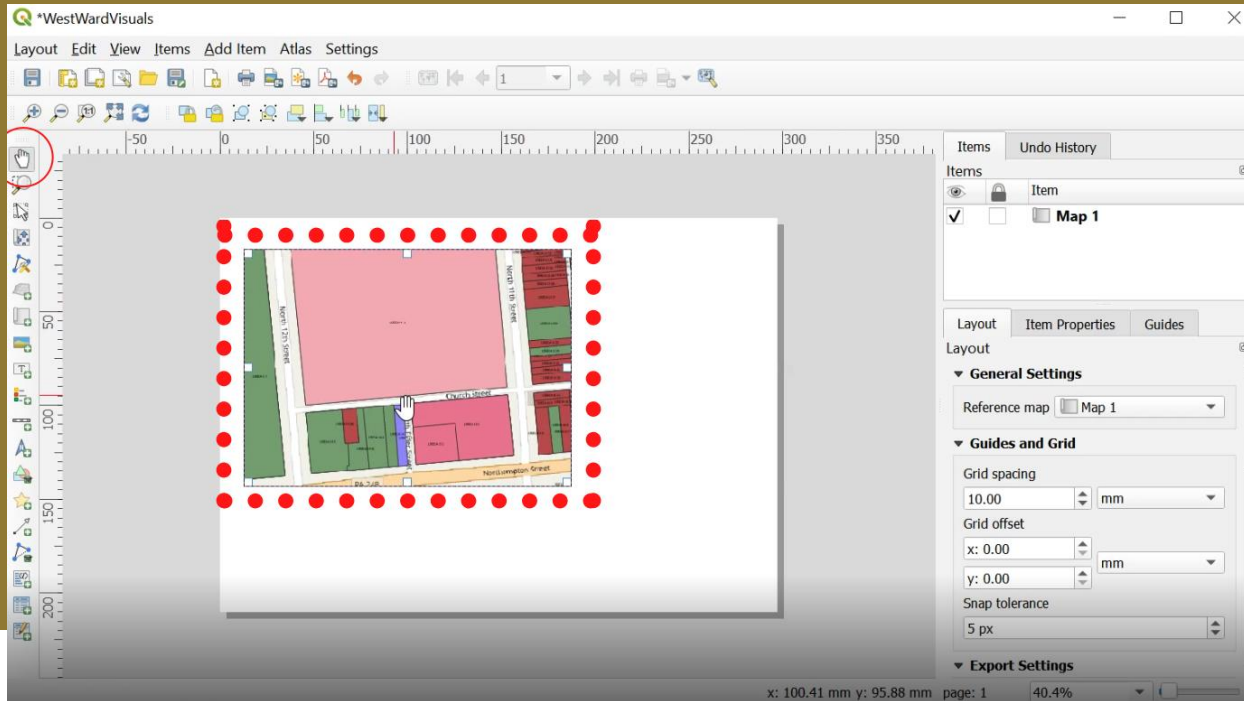 *WestWardVisuals
Layout Edit View Items Add Item Atlas Settings
1
-50 0 50 100 150 200 250 300 350
0
50
100
150
200
North 12th Street
North 11th Street
Church Street
Northampton Street
PA 248
Items Undo History
Items
Item
Map 1
Layout Item Properties Guides
Layout
General Settings
Reference map Map 1
Guides and Grid
Grid spacing
10.00 mm
Grid offset
x: 0.00
mm
y: 0.00
Snap tolerance
5 px
Export Settings
x: 100.41 mm y: 95.88 mm page: 1 40.4%